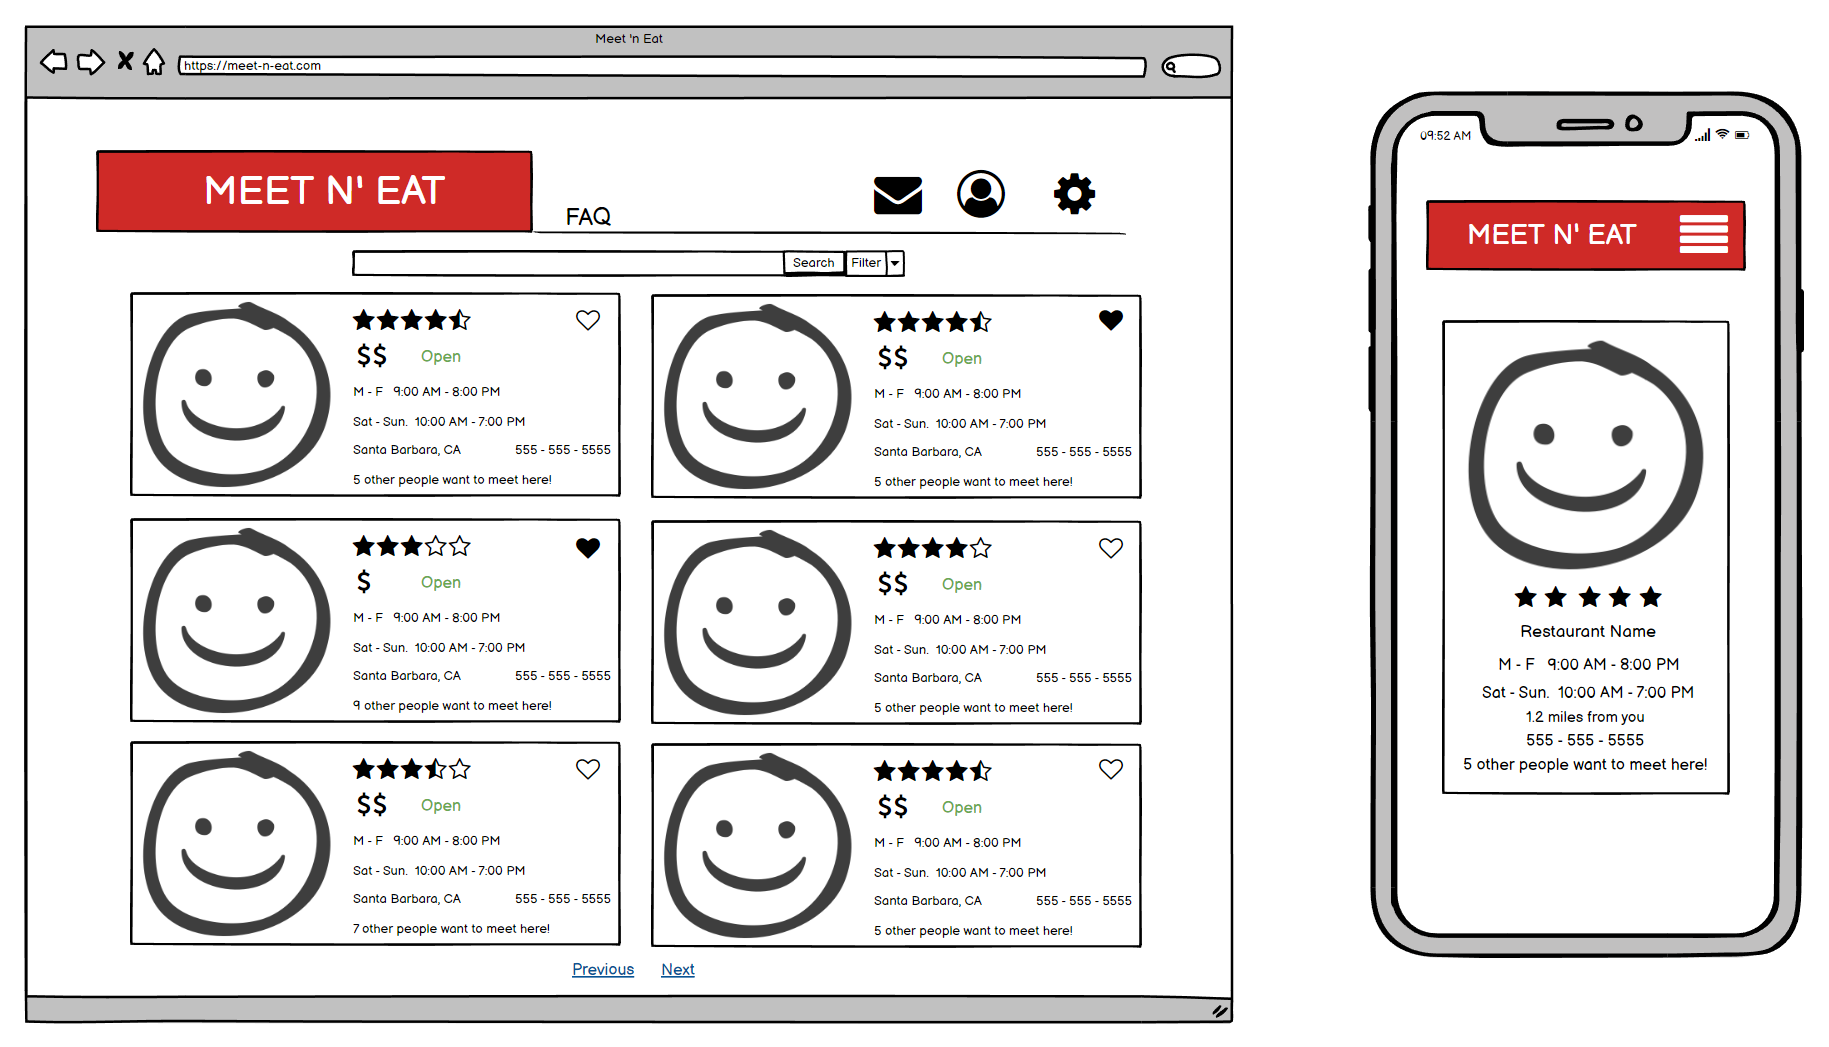 Meet 'n Eat
https://meet-n-eat.com
MEET N' EAT
FAQ
Search Filter
$$ Open
M - F 9:00 AM - 8:00 PM
Sat - Sun. 10:00 AM - 7:00 PM
Santa Barbara, CA 555 - 555 - 5555
5 other people want to meet here!
$$ Open
M - F 9:00 AM - 8:00 PM
Sat - Sun. 10:00 AM - 7:00 PM
Santa Barbara, CA 555 - 555 - 5555
5 other people want to meet here!
$ Open
M - F 9:00 AM - 8:00 PM
Sat - Sun. 10:00 AM - 7:00 PM
Santa Barbara, CA 555 - 555 - 5555
9 other people want to meet here!
$$ Open
M - F 9:00 AM - 8:00 PM
Sat - Sun. 10:00 AM - 7:00 PM
Santa Barbara, CA 555 - 555 - 5555
5 other people want to meet here!
$$ Open
M - F 9:00 AM - 8:00 PM
Sat - Sun. 10:00 AM - 7:00 PM
Santa Barbara, CA 555 - 555 - 5555
7 other people want to meet here!
$$ Open
M - F 9:00 AM - 8:00 PM
Sat - Sun. 10:00 AM - 7:00 PM
Santa Barbara, CA 555 - 555 - 5555
5 other people want to meet here!
Previous Next
09:52 AM
MEET N' EAT
Restaurant Name
M - F 9:00 AM - 8:00 PM
Sat - Sun. 10:00 AM - 7:00 PM
1.2 miles from you
555 - 555 - 5555
5 other people want to meet here!